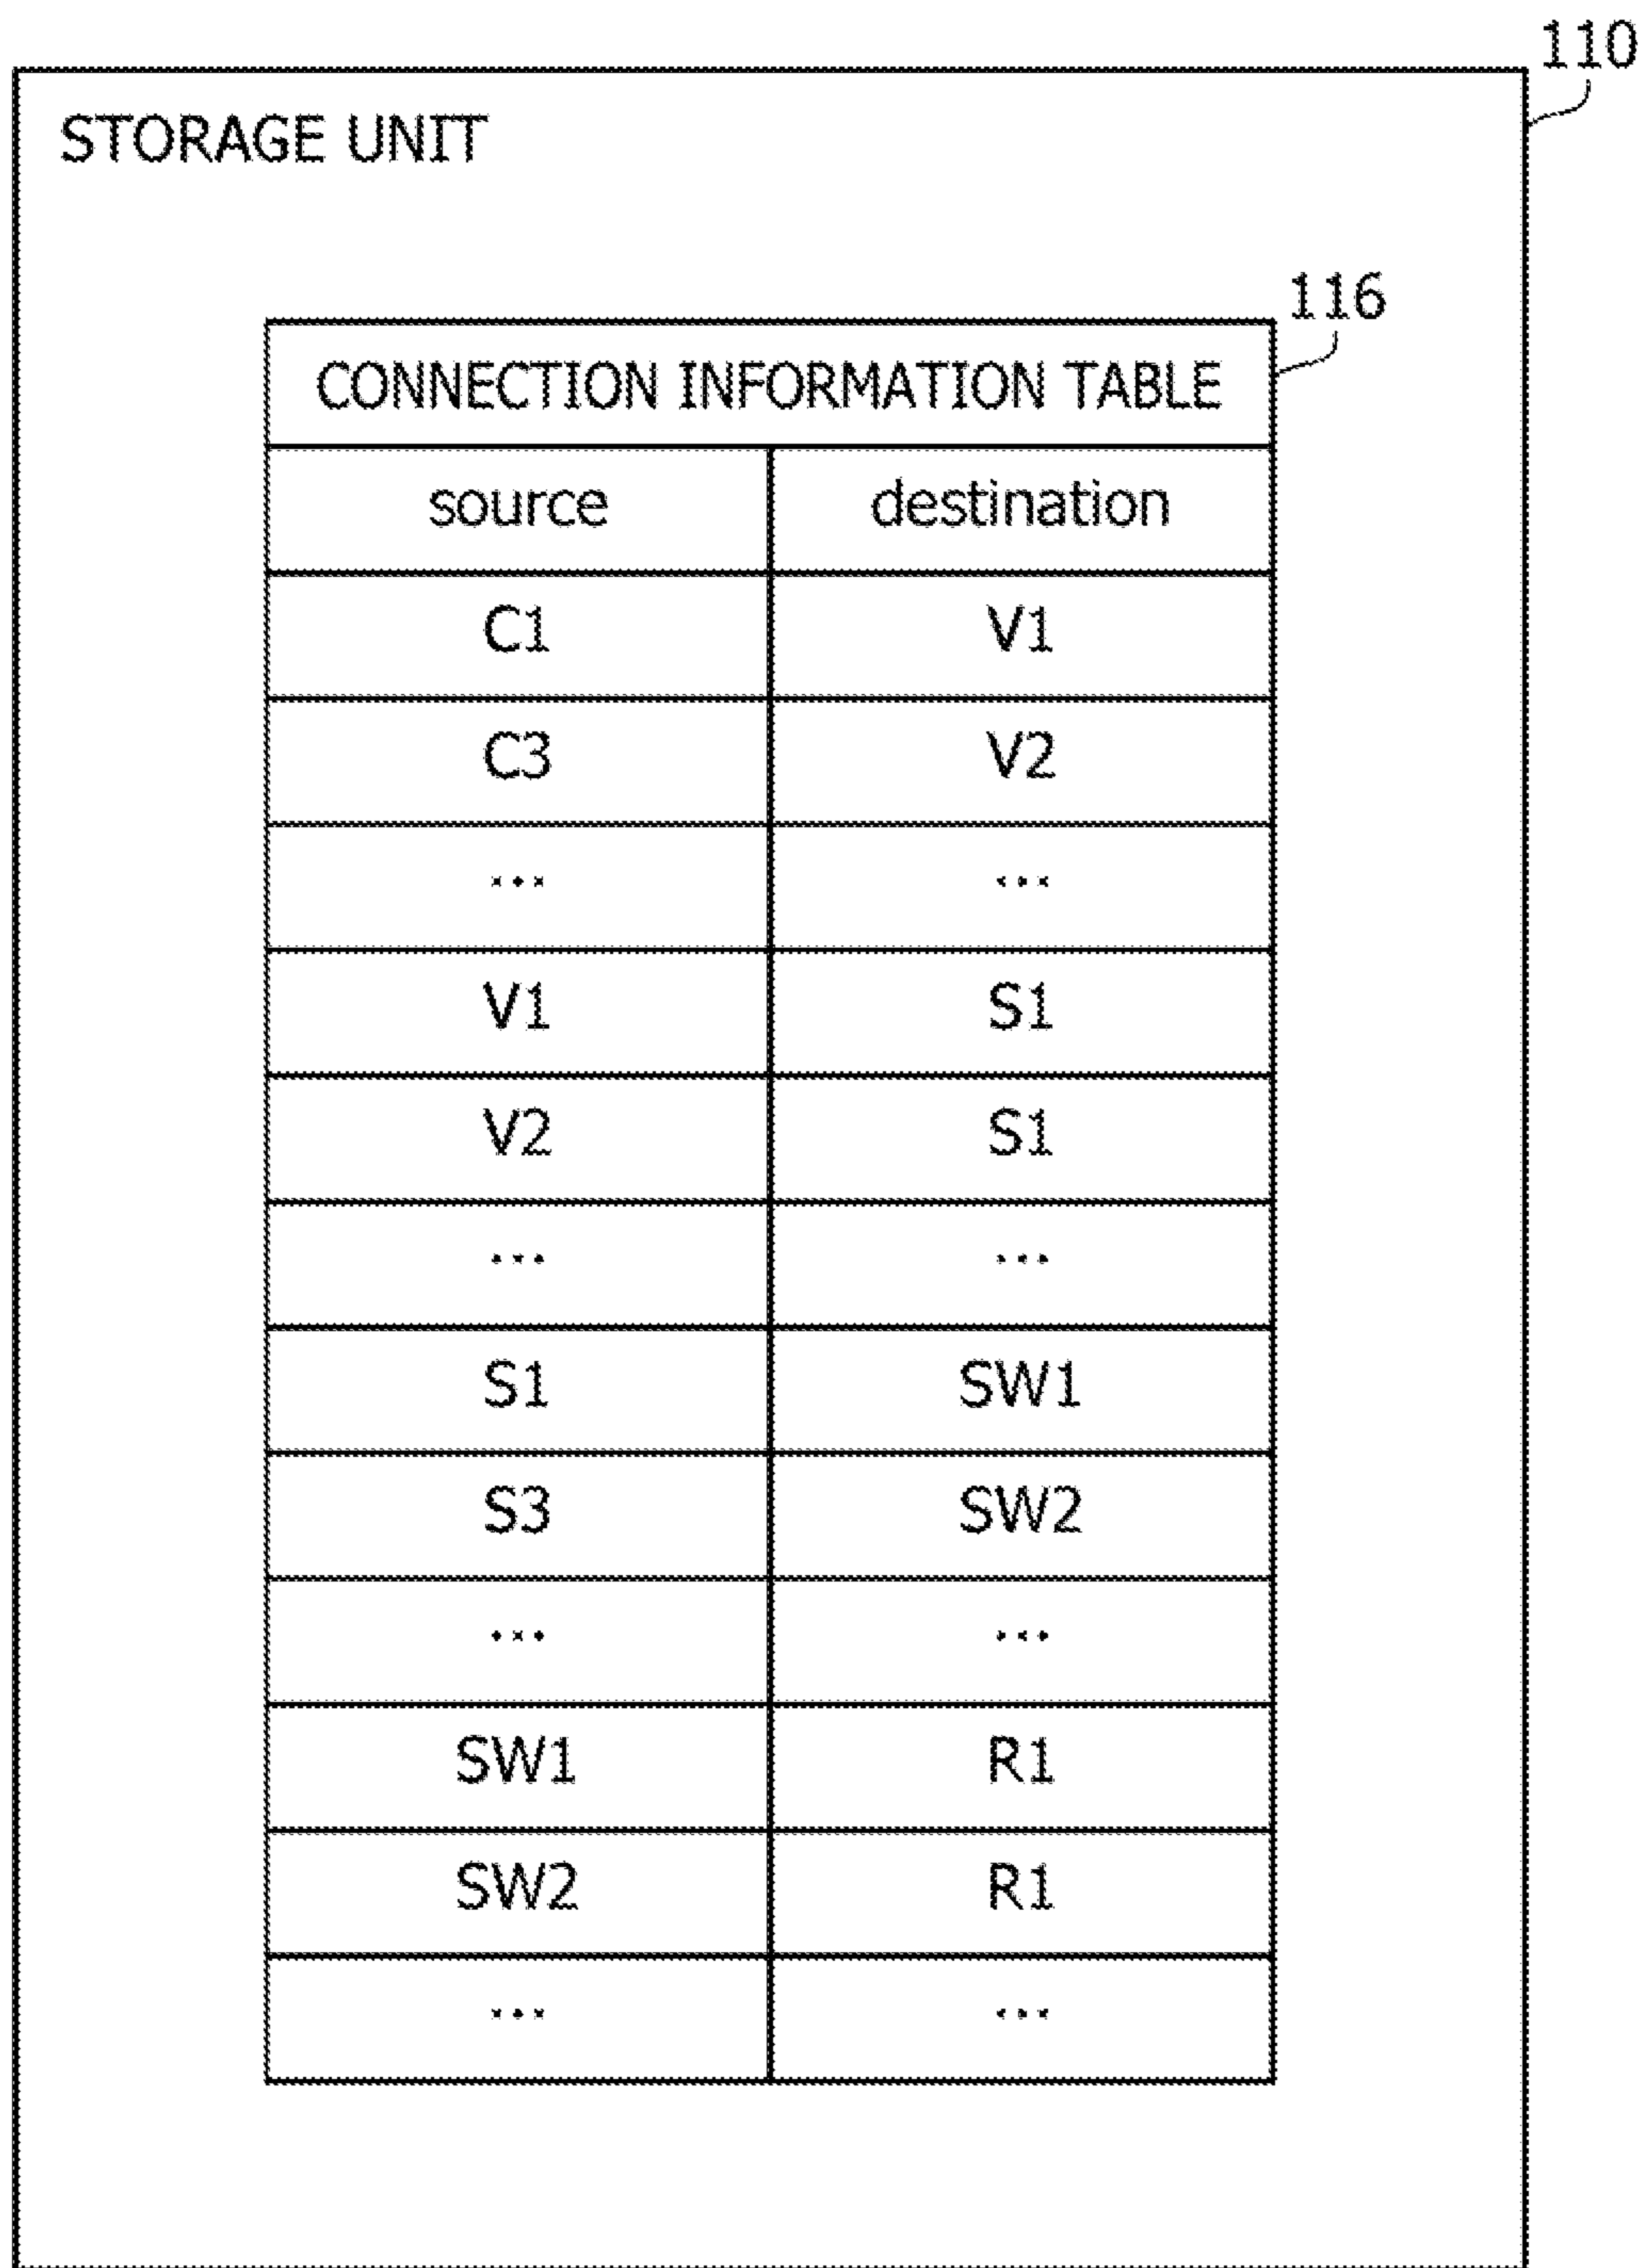 110
STORAGE UNIT
116
CONNECTION INFORMATION TABLE
source destination
C1 V1
C3 V2
... ...
V1 S1
V2 S1
... ...
S1 SW1
S3 SW2
... ...
SW1 R1
SW2 R1
... ...